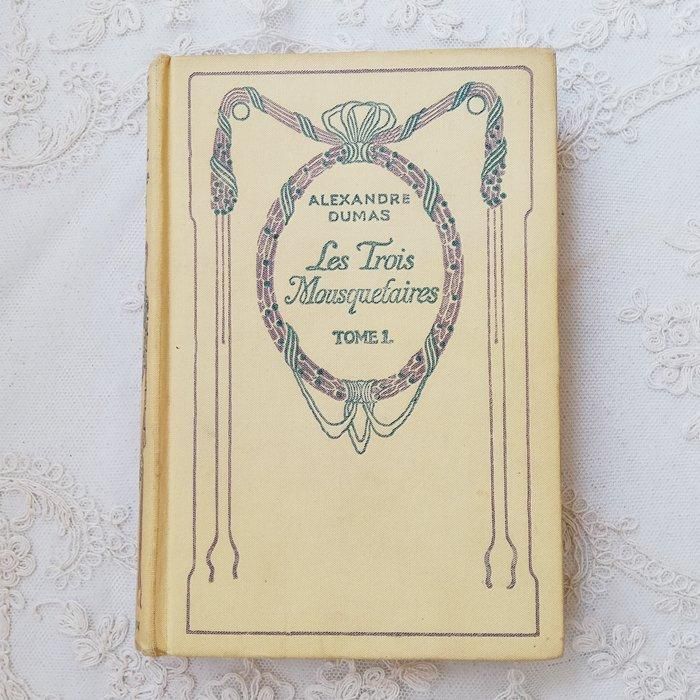 ALEXANDRE
DUMAS
Les Trois
Mousquetaires
TOME 1.